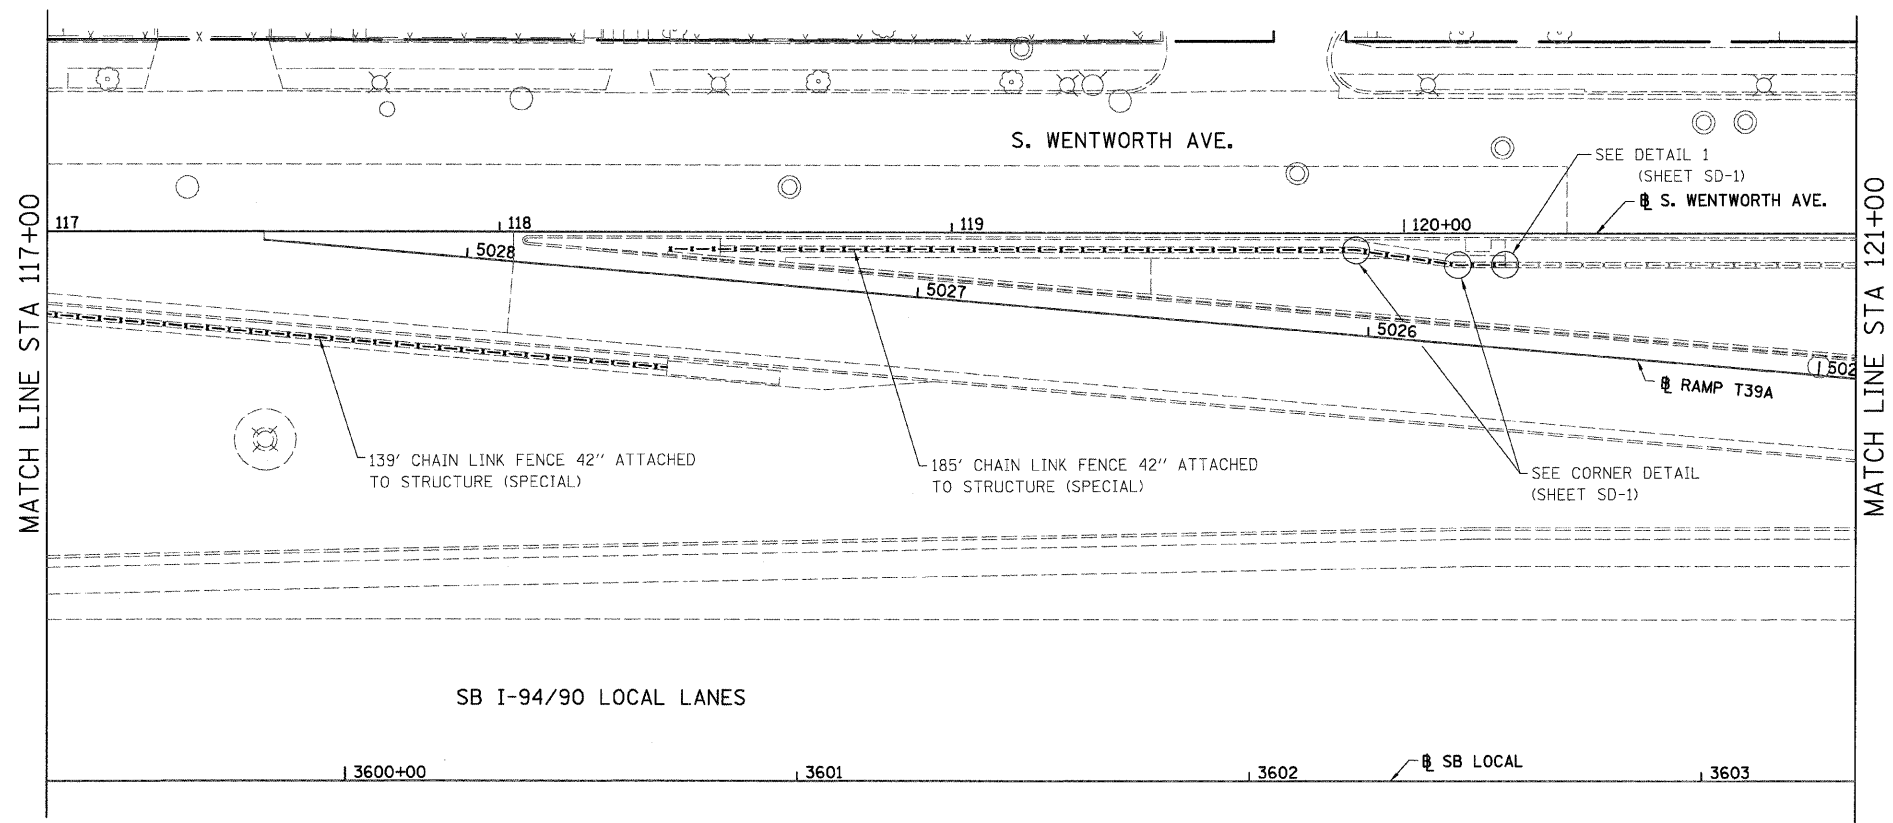 S. WENTWORTH AVE.
SEE DETAIL 1
(SHEET SD-1)
℄ S. WENTWORTH AVE.
MATCH LINE STA 117+00
MATCH LINE STA 121+00
117
118
119
120+00
5028
5027
5026
502
℄ RAMP T39A
139' CHAIN LINK FENCE 42" ATTACHED
TO STRUCTURE (SPECIAL)
185' CHAIN LINK FENCE 42" ATTACHED
TO STRUCTURE (SPECIAL)
SEE CORNER DETAIL
(SHEET SD-1)
SB I-94/90 LOCAL LANES
℄ SB LOCAL
3600+00
3601
3602
3603